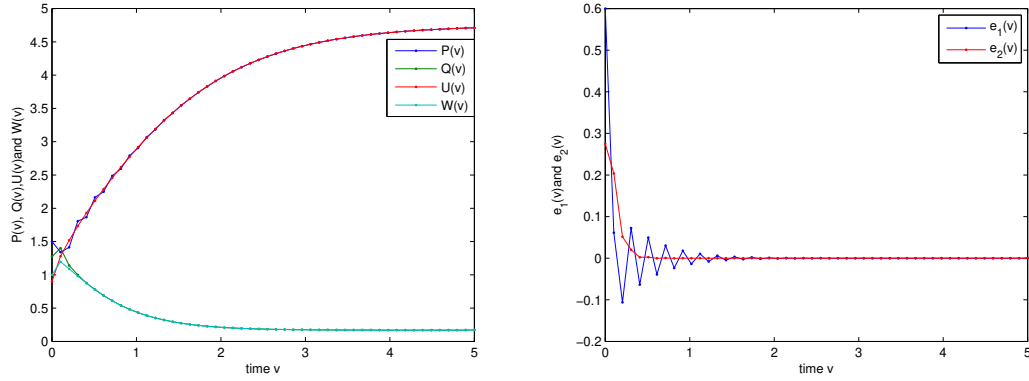 5
4.5
4
3.5
3
2.5
2
1.5
1
0.5
0
0 1 2 3 4 5
time v
P(v), Q(v),U(v)and W(v)
P(v)
Q(v)
U(v)
W(v)
0.6
0.5
0.4
0.3
0.2
0.1
0
−0.1
−0.2
0 1 2 3 4 5
time v
e₁(v)and e₂(v)
e₁(v)
e₂(v)